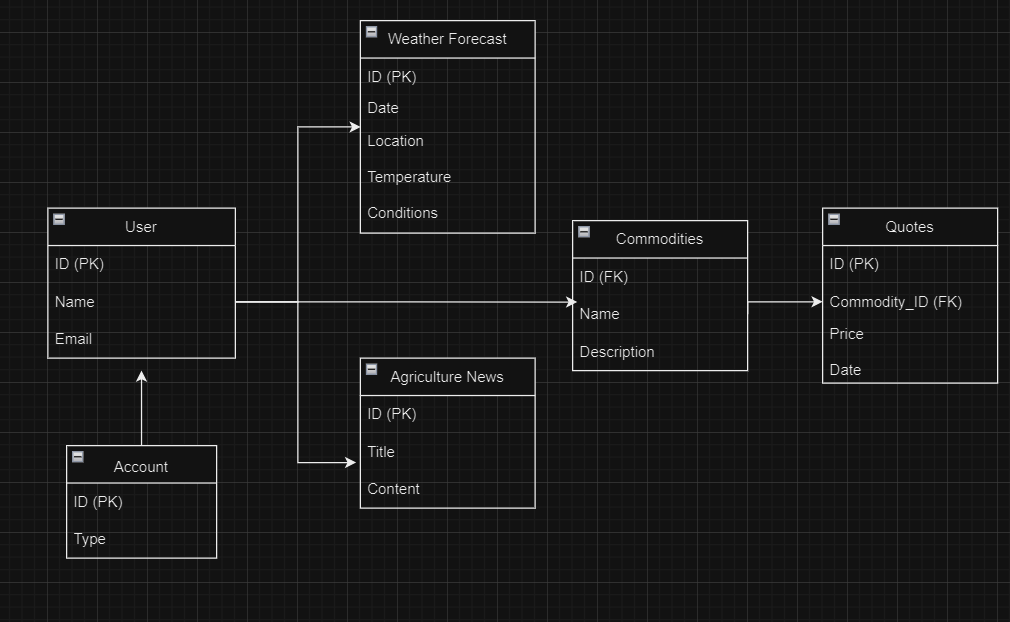 Weather Forecast
ID (PK)
Date
Location
Temperature
Conditions
User
ID (PK)
Name
Email
Commodities
ID (FK)
Name
Description
Quotes
ID (PK)
Commodity_ID (FK)
Price
Date
Agriculture News
ID (PK)
Title
Content
Account
ID (PK)
Type